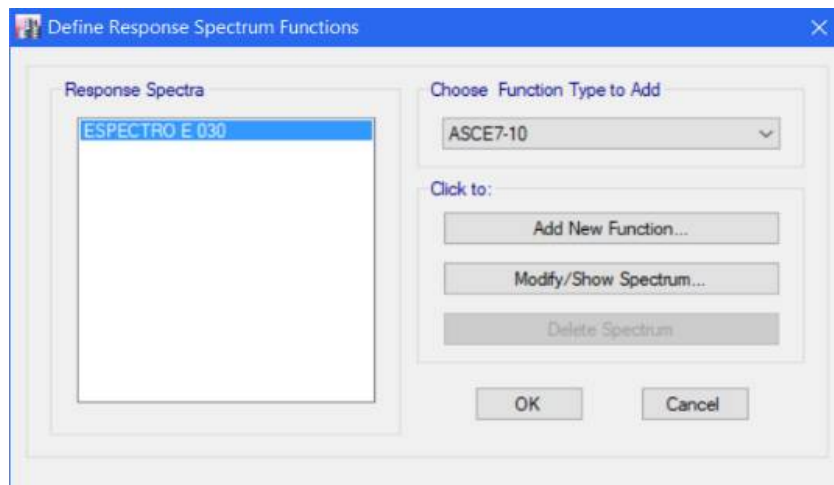 Define Response Spectrum Functions
Response Spectra
ESPECTRO E 030
Choose Function Type to Add
ASCE7-10
Click to:
Add New Function...
Modify/Show Spectrum...
Delete Spectrum
OK
Cancel